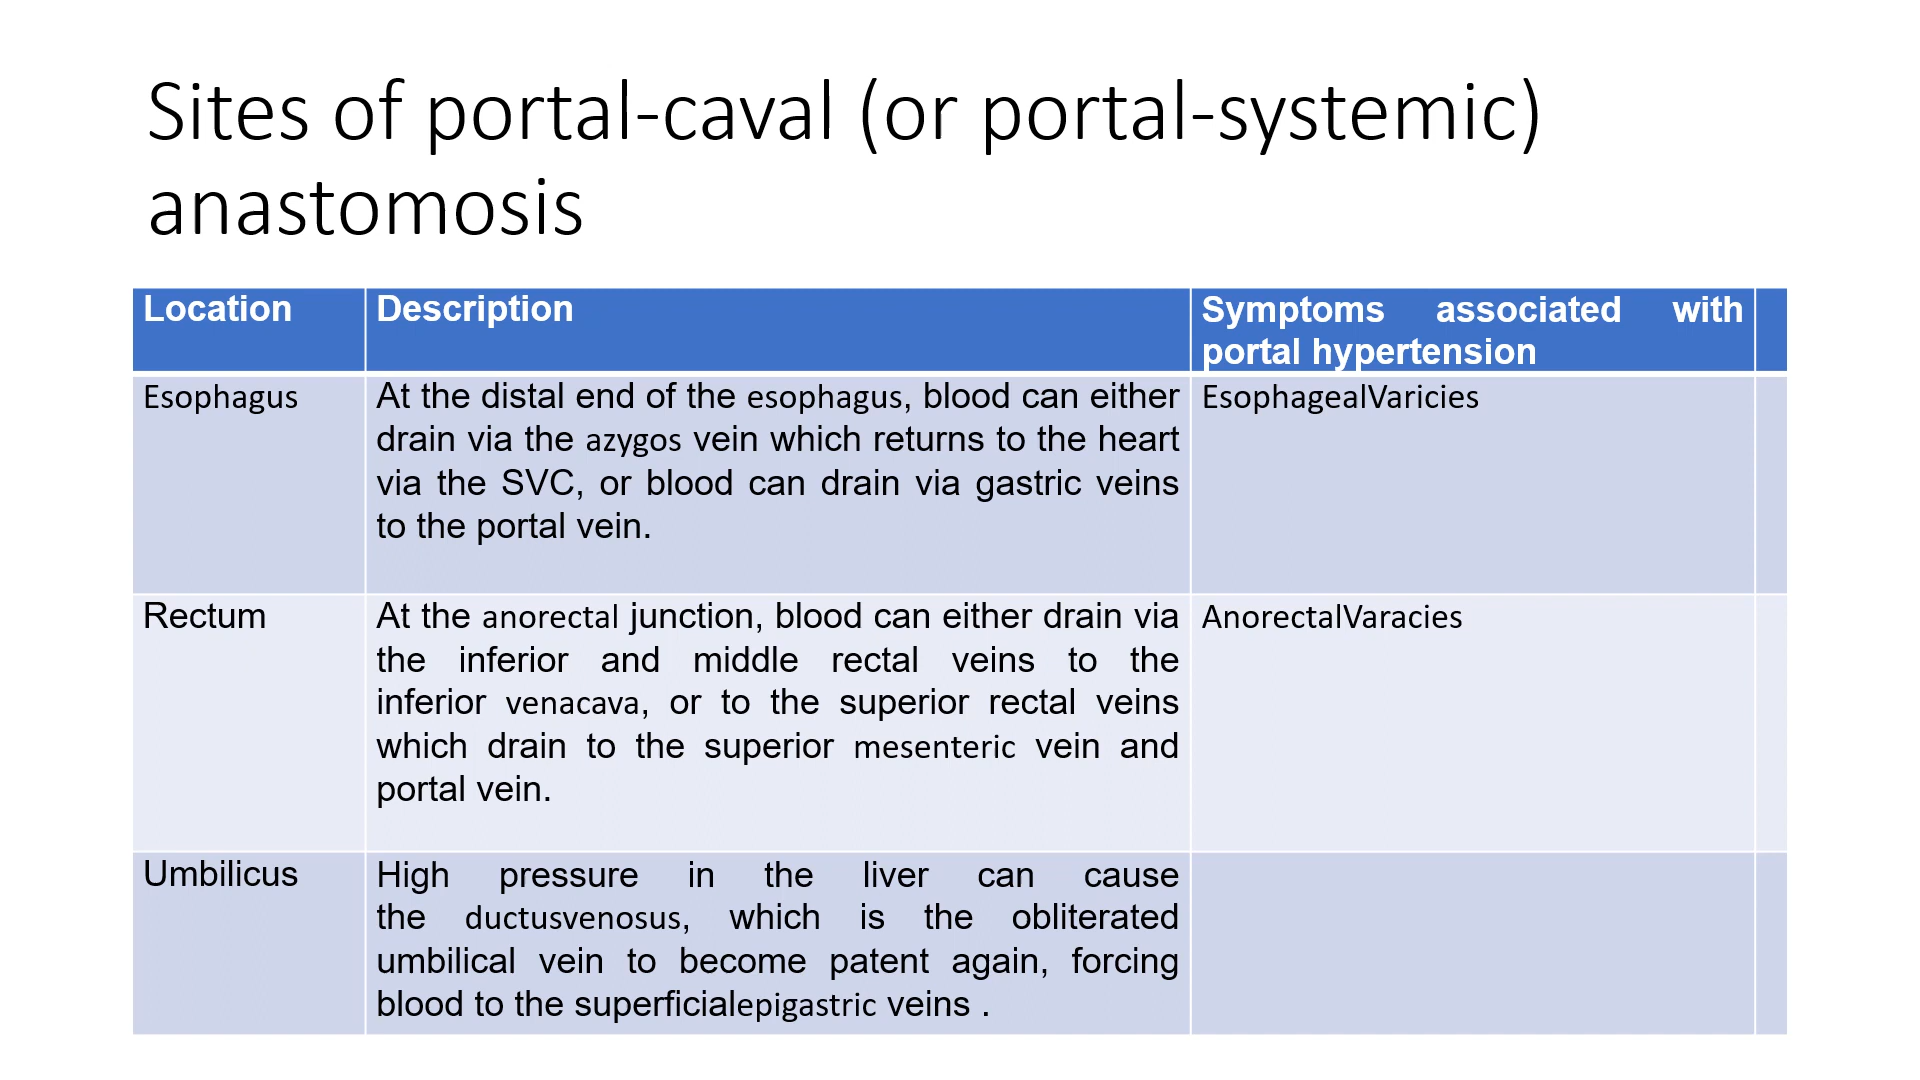 Sites of portal-caval (or portal-systemic)
anastomosis
Location
Description
Symptoms associated with
portal hypertension
Esophagus
At the distal end of the esophagus, blood can either
drain via the azygos vein which returns to the heart
via the SVC, or blood can drain via gastric veins
to the portal vein.
EsophagealVaricies
Rectum
At the anorectal junction, blood can either drain via
the inferior and middle rectal veins to the
inferior venacava, or to the superior rectal veins
which drain to the superior mesenteric vein and
portal vein.
AnorectalVaracies
Umbilicus
High pressure in the liver can cause
the ductusvenosus, which is the obliterated
umbilical vein to become patent again, forcing
blood to the superficialepigastric veins .